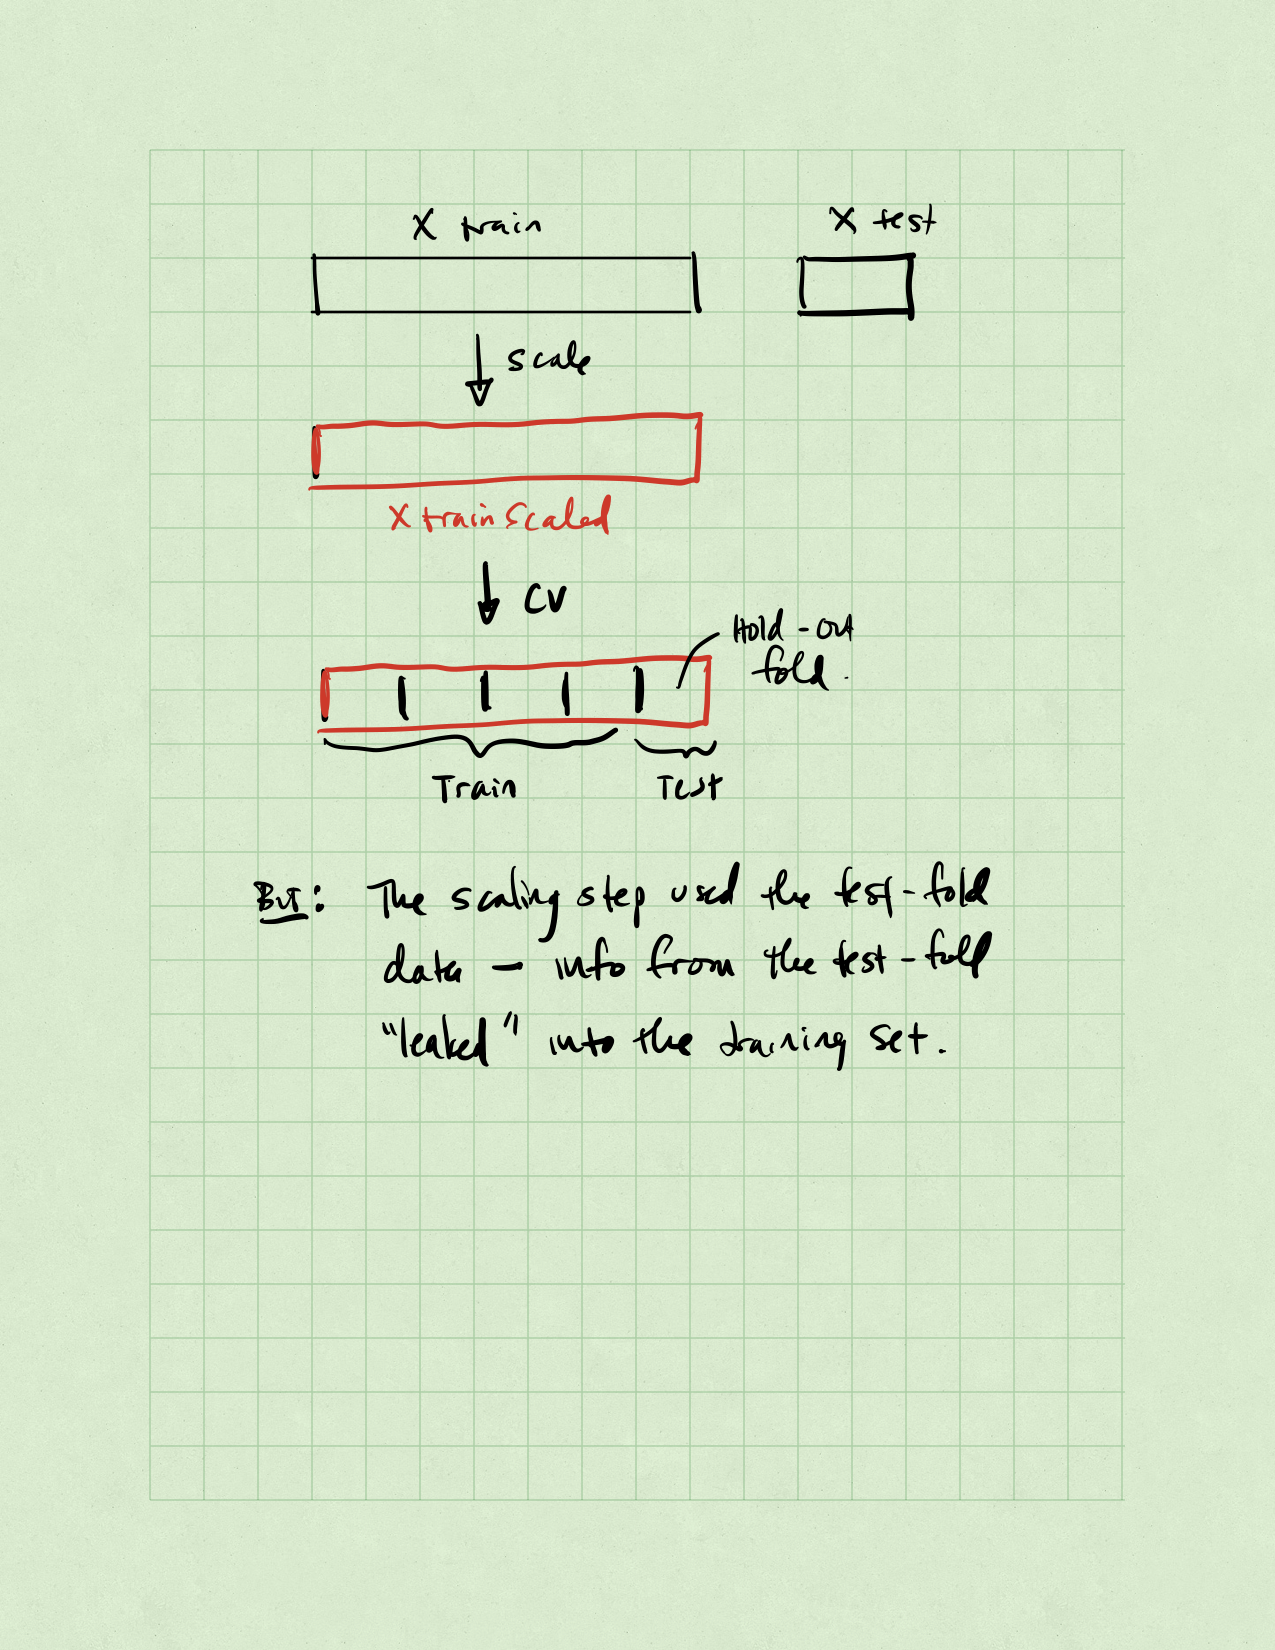 X train
X test
scale
X train scaled
CV
Hold-out
fold.
Train
Test
But: The scaling step used the test-fold
data – info from the test-fold
"leaked" into the training set.